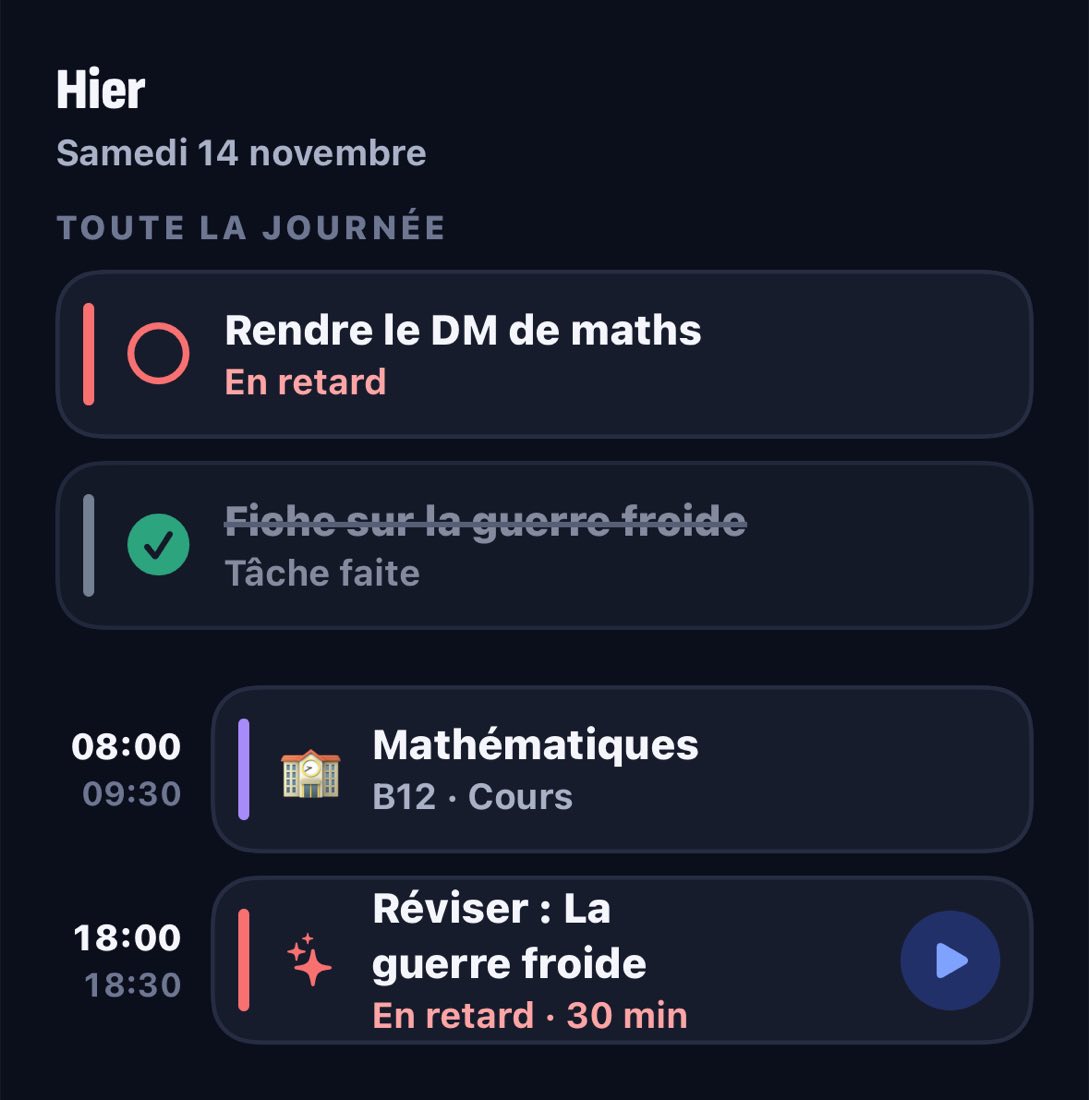 Hier
Samedi 14 novembre
TOUTE LA JOURNÉE
Rendre le DM de maths
En retard
Fiche sur la guerre froide
Tâche faite
08:00
09:30
Mathématiques
B12 · Cours
18:00
18:30
Réviser : La
guerre froide
En retard · 30 min